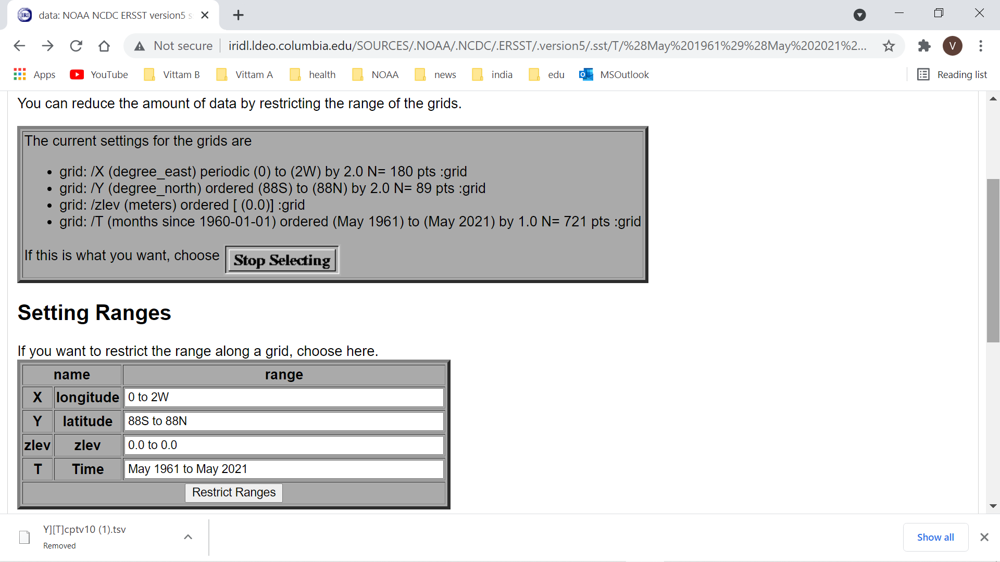 data: NOAA NCDC ERSST version5 s
Not secure
iridl.ldeo.columbia.edu/SOURCES/.NOAA/.NCDC/.ERSST/.version5/.sst/T/%28May%201961%29%28May%202021%2...
V
Apps YouTube Vittam B Vittam A health NOAA news india edu MSOutlook Reading list
You can reduce the amount of data by restricting the range of the grids.
The current settings for the grids are
• grid: /X (degree_east) periodic (0) to (2W) by 2.0 N= 180 pts :grid
• grid: /Y (degree_north) ordered (88S) to (88N) by 2.0 N= 89 pts :grid
• grid: /zlev (meters) ordered [ (0.0)] :grid
• grid: /T (months since 1960-01-01) ordered (May 1961) to (May 2021) by 1.0 N= 721 pts :grid
If this is what you want, choose Stop Selecting
Setting Ranges
If you want to restrict the range along a grid, choose here.
name range
X longitude 0 to 2W
Y latitude 88S to 88N
zlev zlev 0.0 to 0.0
T Time May 1961 to May 2021
Restrict Ranges
Y][T]cptv10 (1).tsv
Removed
Show all